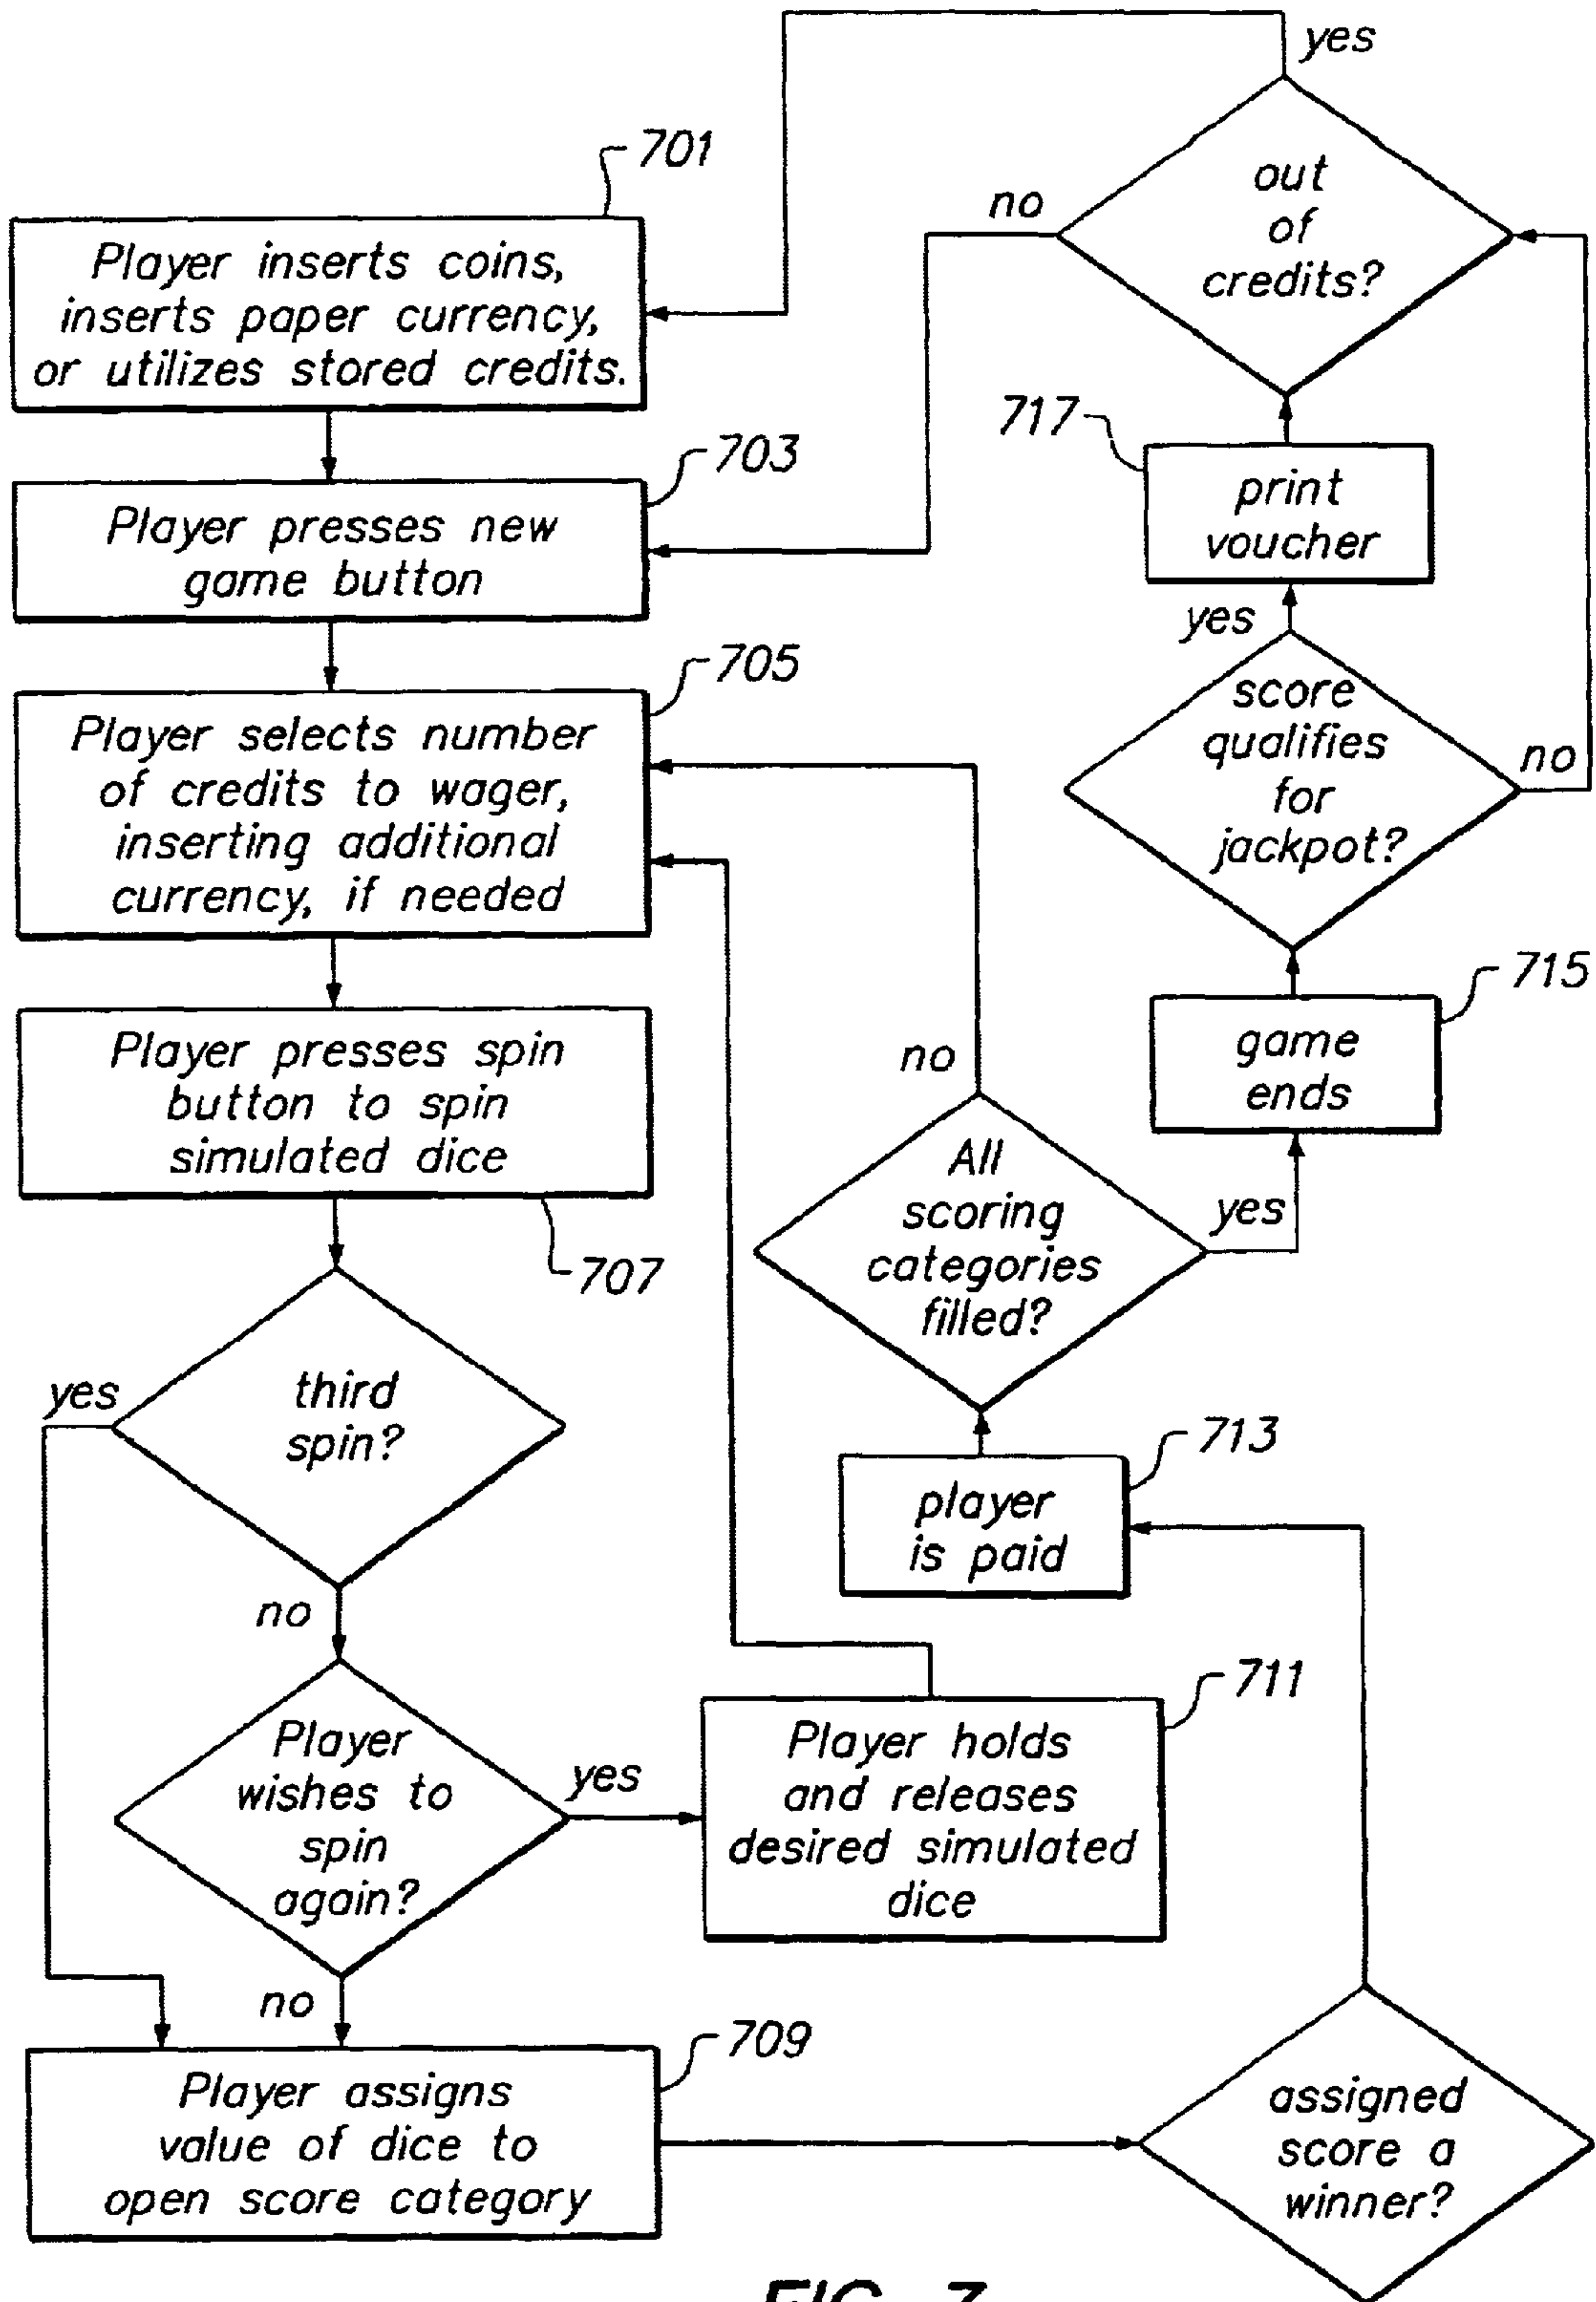 701
Player inserts coins,
inserts paper currency,
or utilizes stored credits.
703
Player presses new
game button
705
Player selects number
of credits to wager,
inserting additional
currency, if needed
Player presses spin
button to spin
simulated dice
707
third
spin?
yes
no
Player
wishes to
spin
again?
yes
no
711
Player holds
and releases
desired simulated
dice
709
Player assigns
value of dice to
open score category
assigned
score a
winner?
713
player
is paid
All
scoring
categories
filled?
no
yes
715
game
ends
score
qualifies
for
jackpot?
yes
no
717
print
voucher
out
of
credits?
yes
no